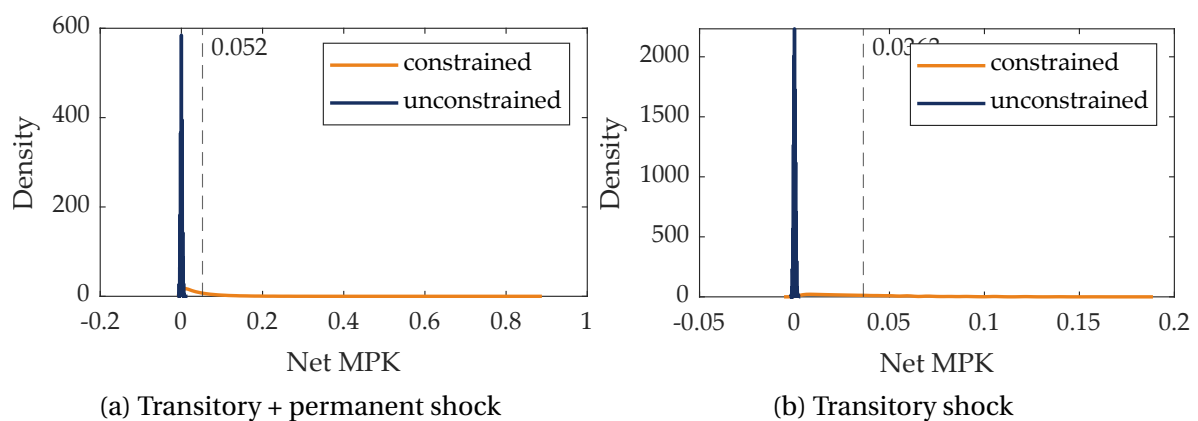 600
400
200
0
Density
0.052
constrained
unconstrained
-0.2
0
0.2
0.4
0.6
0.8
1
Net MPK
(a) Transitory + permanent shock
2000
1500
1000
500
0
Density
constrained
unconstrained
-0.05
0
0.05
0.1
0.15
0.2
Net MPK
(b) Transitory shock